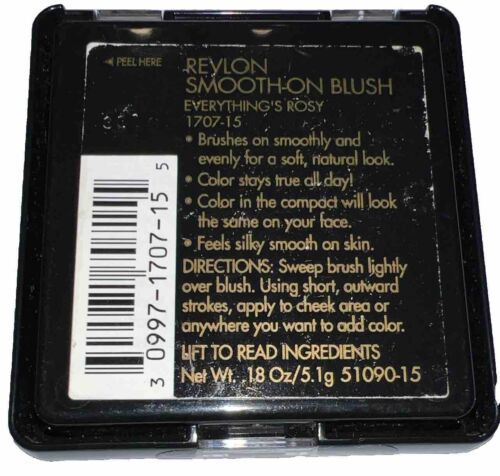 ◄ PEEL HERE
REVLON
SMOOTH-ON BLUSH
EVERYTHING'S ROSY
1707-15
• Brushes on smoothly and
evenly for a soft, natural look.
• Color stays true all day!
• Color in the compact will look
the same on your face.
• Feels silky smooth on skin.
DIRECTIONS: Sweep brush lightly
over blush. Using short, outward
strokes, apply to cheek area or
anywhere you want to add color.
LIFT TO READ INGREDIENTS
Net Wt. .18 Oz/5.1g 51090-15
3 0997-1707-15 5